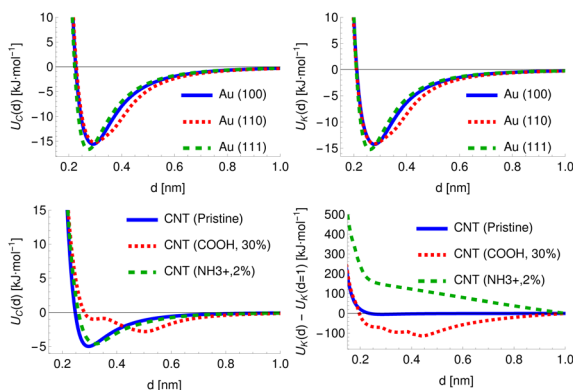 U_C(d) [kJ·mol⁻¹]
10
5
0
-5
-10
-15
Au (100)
Au (110)
Au (111)
0.2 0.4 0.6 0.8 1.0
d [nm]
U_K(d) [kJ·mol⁻¹]
10
5
0
-5
-10
-15
Au (100)
Au (110)
Au (111)
0.2 0.4 0.6 0.8 1.0
d [nm]
U_C(d) [kJ·mol⁻¹]
15
10
5
0
-5
CNT (Pristine)
CNT (COOH, 30%)
CNT (NH3+,2%)
0.2 0.4 0.6 0.8 1.0
d [nm]
U_K(d) − U_K(d=1) [kJ·mol⁻¹]
500
400
300
200
100
0
-100
CNT (Pristine)
CNT (COOH, 30%)
CNT (NH3+,2%)
0.2 0.4 0.6 0.8 1.0
d [nm]